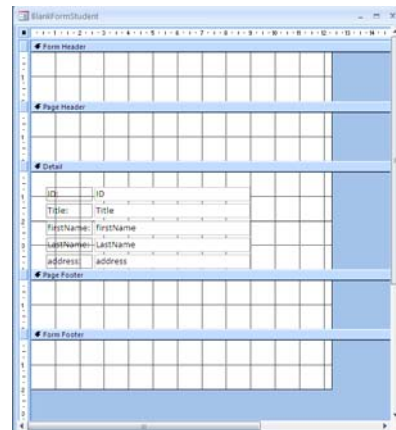 BlankFormStudent
Form Header
Page Header
Detail
ID: ID
Title: Title
firstName: firstName
LastName: LastName
address: address
Page Footer
Form Footer